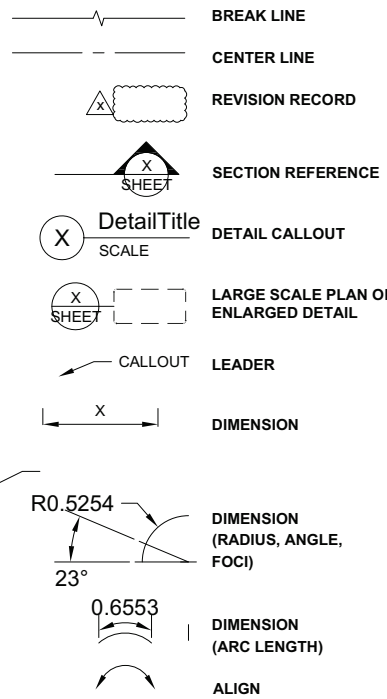 BREAK LINE
CENTER LINE
X
REVISION RECORD
X
SHEET
SECTION REFERENCE
X
DetailTitle
SCALE
DETAIL CALLOUT
X
SHEET
LARGE SCALE PLAN O
ENLARGED DETAIL
CALLOUT
LEADER
X
DIMENSION
R0.5254
23°
DIMENSION
(RADIUS, ANGLE,
FOCI)
0.6553
DIMENSION
(ARC LENGTH)
ALIGN